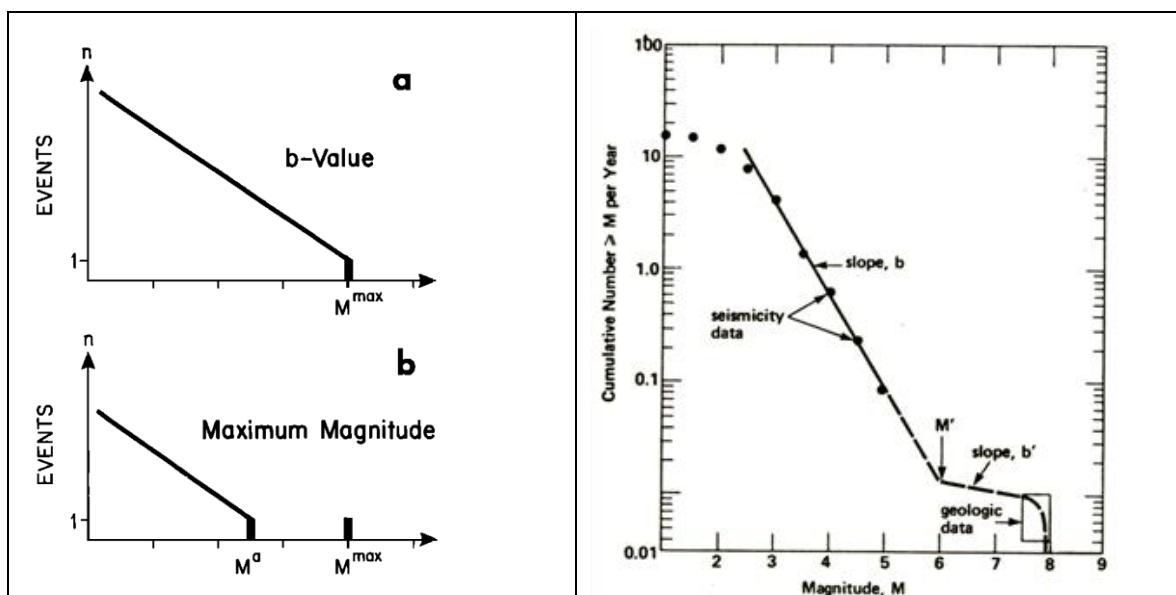 n
a
b-Value
EVENTS
1
M^max
n
b
Maximum Magnitude
EVENTS
1
M^a
M^max
100
10
1.0
0.1
0.01
Cumulative Number ≥ M per Year
slope, b
seismicity
data
M'
slope, b'
geologic
data
2 3 4 5 6 7 8 9
Magnitude, M